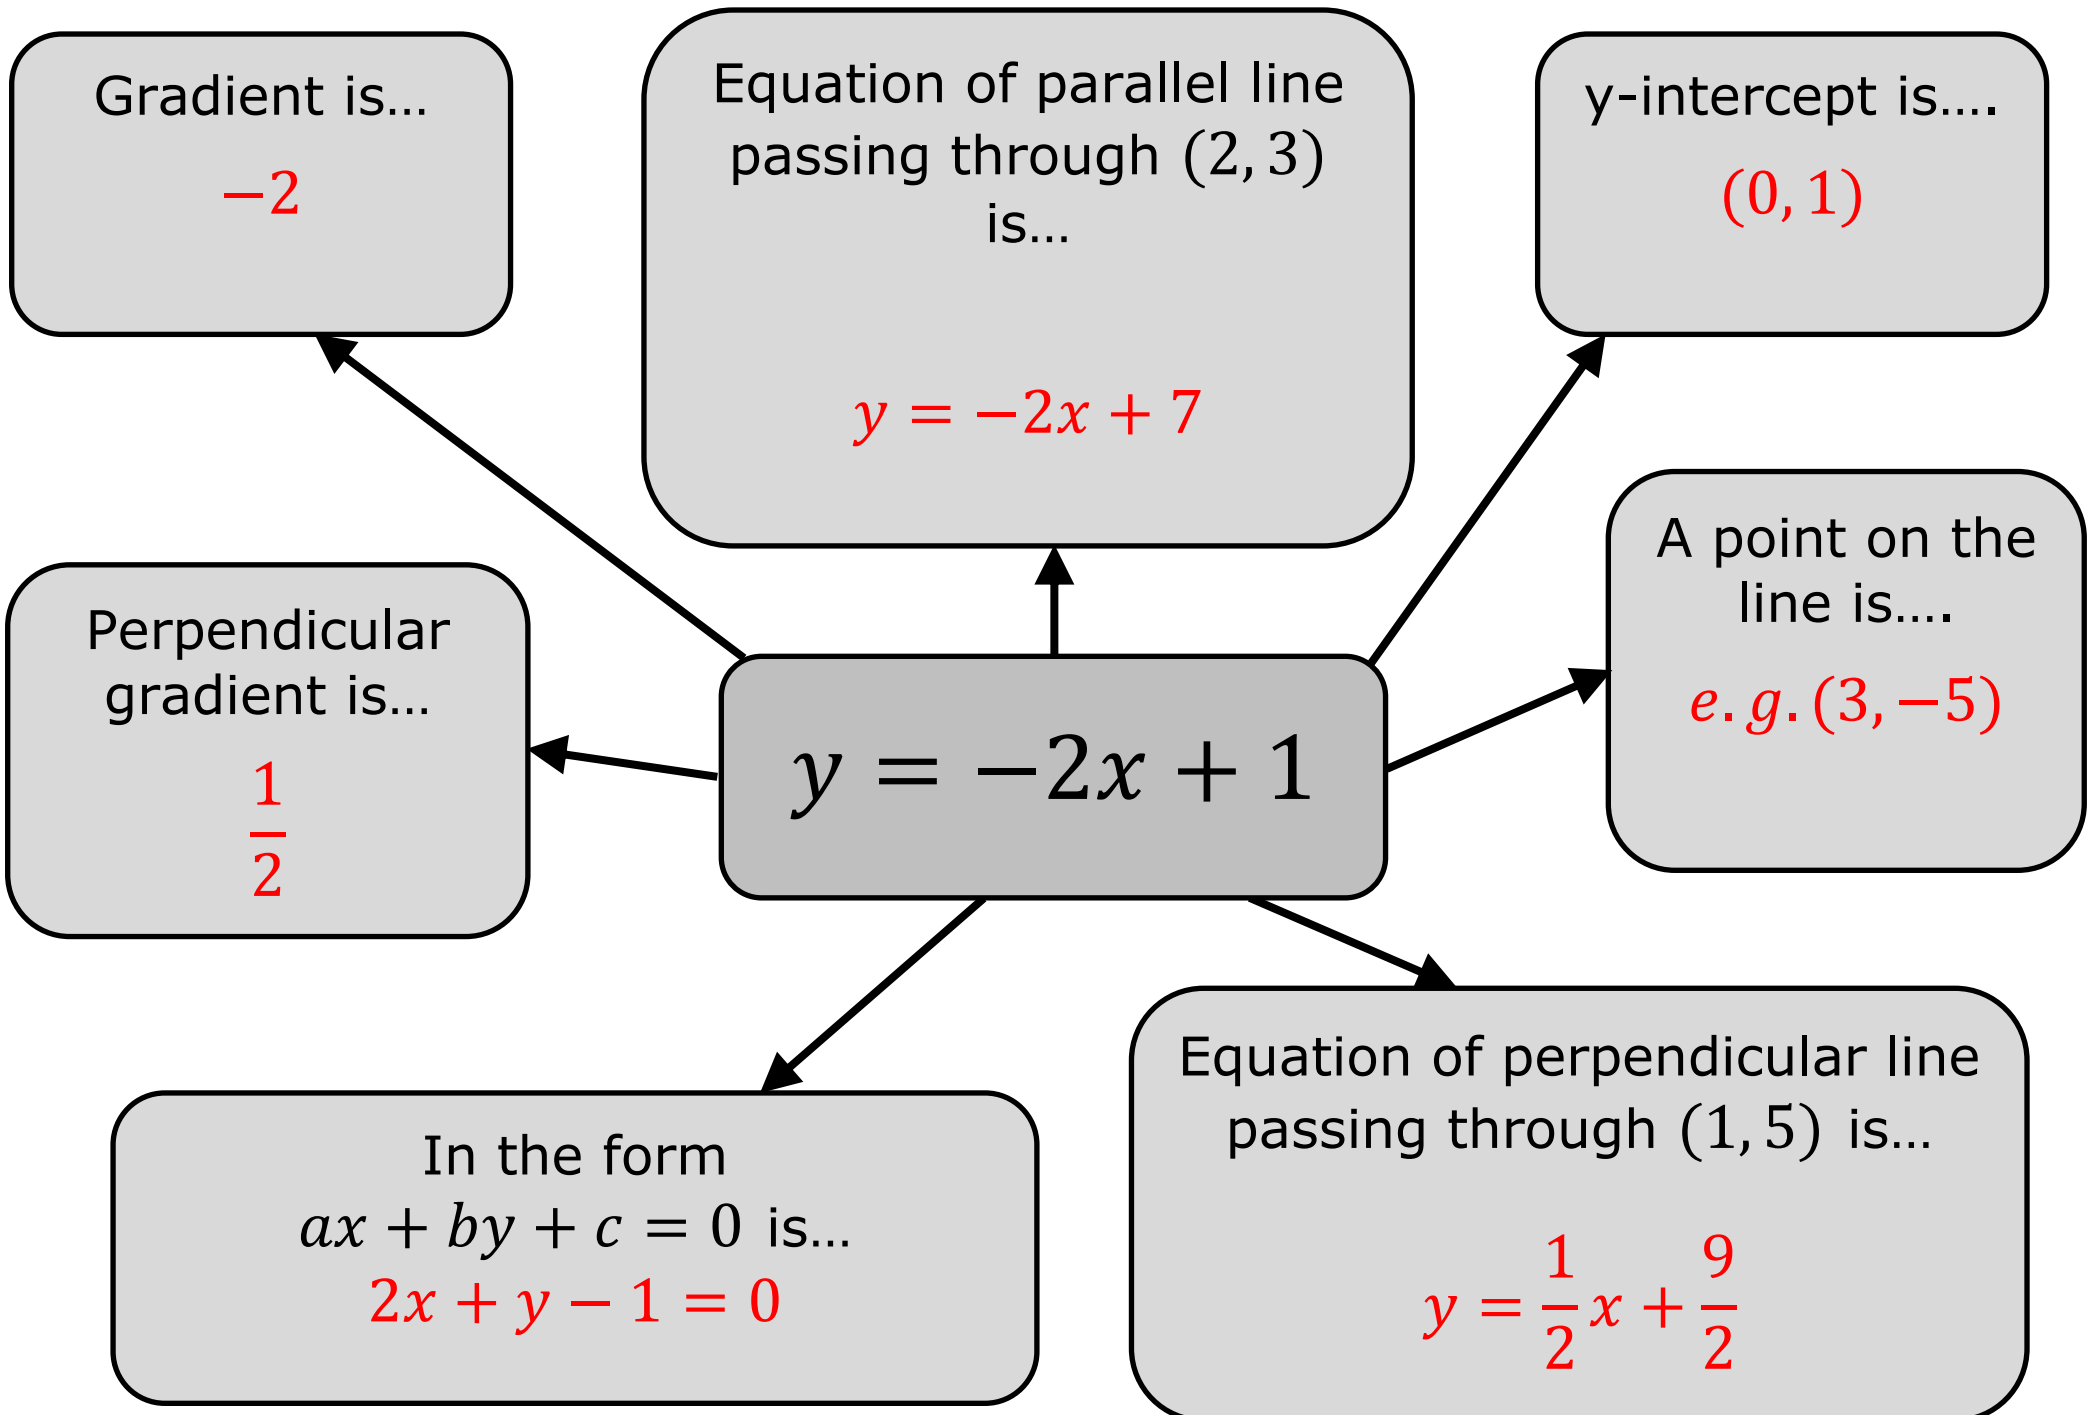 Gradient is…
−2
Equation of parallel line
passing through (2, 3)
is…
y = −2x + 7
y-intercept is….
(0, 1)
A point on the
line is….
e. g. (3, −5)
Perpendicular
gradient is…
1
2
y = −2x + 1
In the form
ax + by + c = 0 is…
2x + y − 1 = 0
Equation of perpendicular line
passing through (1, 5) is…
y = 1/2 x + 9/2